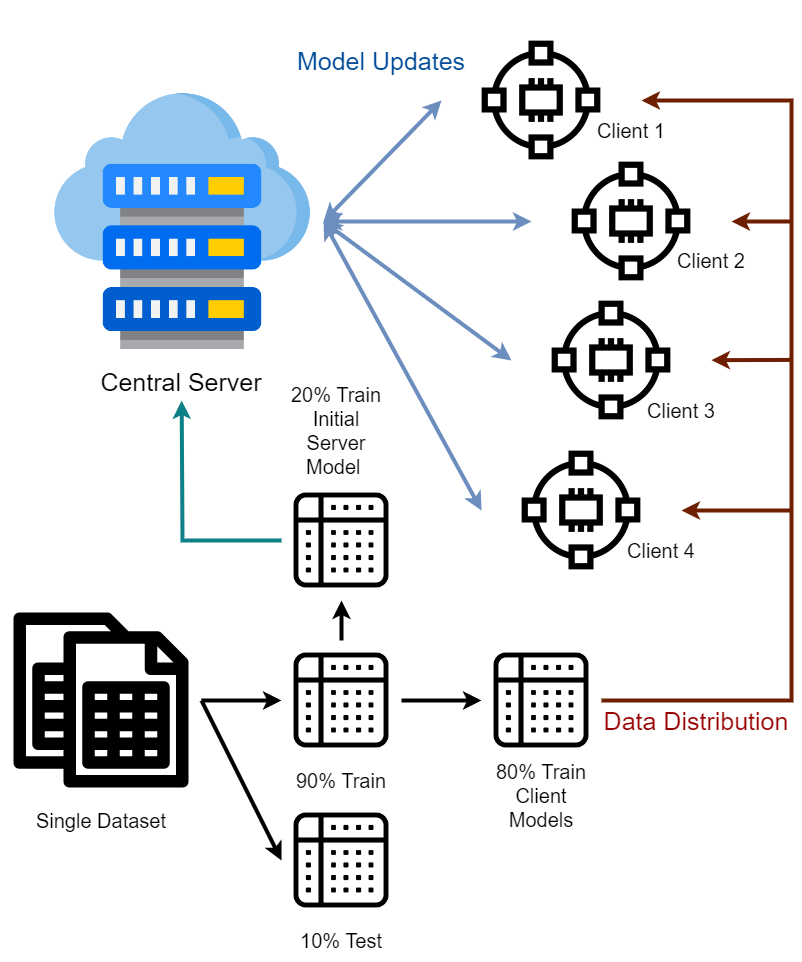 Model Updates
Client 1
Client 2
Central Server
20% Train
Initial
Server
Model
Client 3
Client 4
Data Distribution
90% Train
80% Train
Client
Models
Single Dataset
10% Test